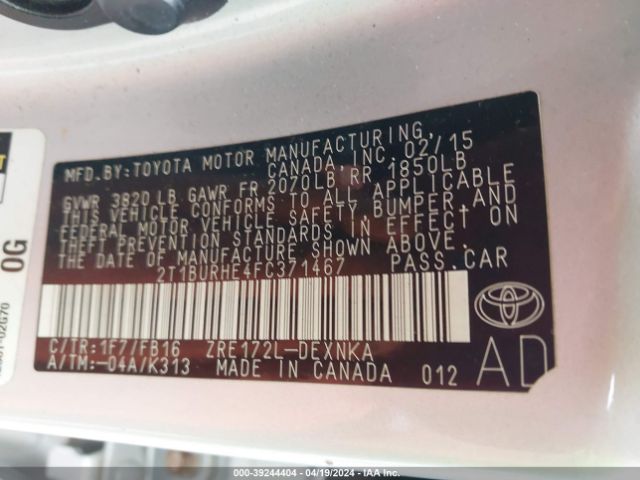 MFD. BY: TOYOTA MOTOR MANUFACTURING,
CANADA, INC. 02/15
GVWR 3820 LB GAWR FR 2070LB RR 1850LB
THIS VEHICLE CONFORMS TO ALL APPLICABLE
FEDERAL MOTOR VEHICLE SAFETY, BUMPER, AND
THEFT PREVENTION STANDARDS IN EFFECT ON
THE DATE OF MANUFACTURE SHOWN ABOVE.
2T1BURHE4FC371467 PASS.CAR
C/TR:1F7/FB16 ZRE172L-DEXNKA
A/TM:-04A/K313 MADE IN CANADA 012
AD
0G
000-39244404 - 04/19/2024 - IAA Inc.